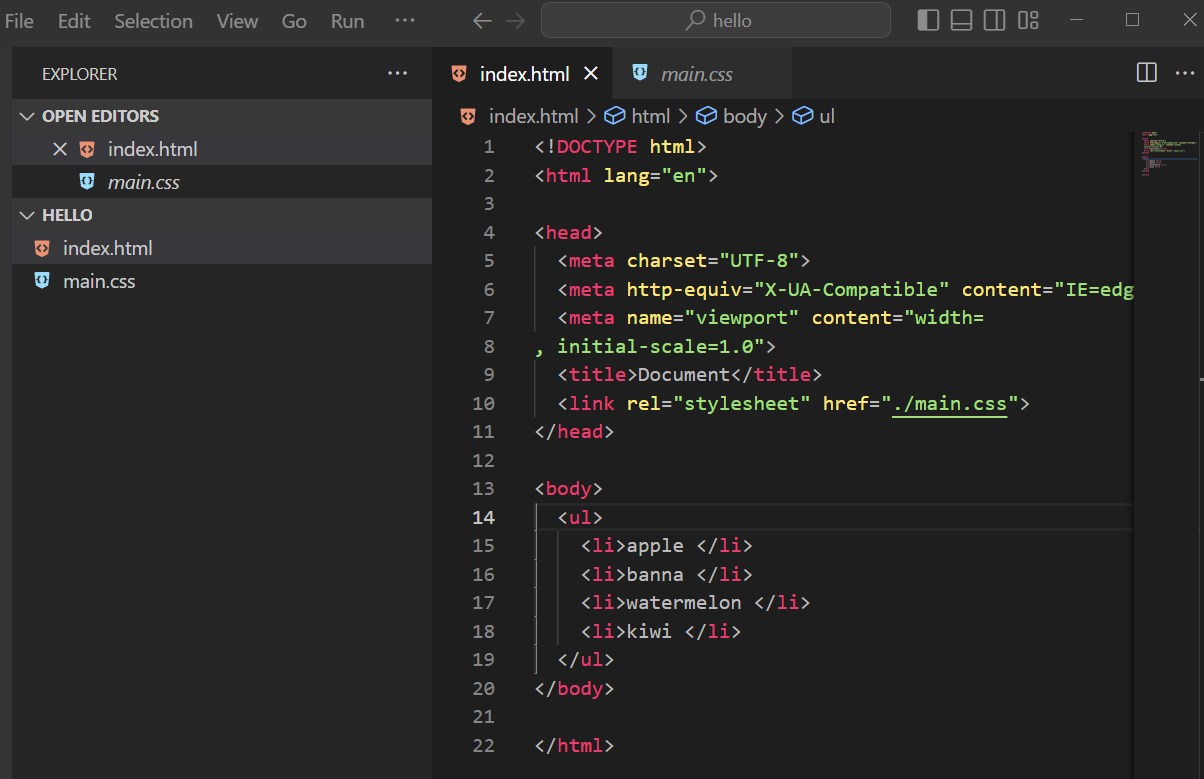 File Edit Selection View Go Run ··· hello
EXPLORER ···
OPEN EDITORS
index.html
main.css
HELLO
index.html
main.css
index.html main.css ···
index.html > html > body > ul
1 <!DOCTYPE html>
2 <html lang="en">
3
4 <head>
5 <meta charset="UTF-8">
6 <meta http-equiv="X-UA-Compatible" content="IE=edg
7 <meta name="viewport" content="width=
8 , initial-scale=1.0">
9 <title>Document</title>
10 <link rel="stylesheet" href="./main.css">
11 </head>
12
13 <body>
14 <ul>
15 <li>apple </li>
16 <li>banna </li>
17 <li>watermelon </li>
18 <li>kiwi </li>
19 </ul>
20 </body>
21
22 </html>